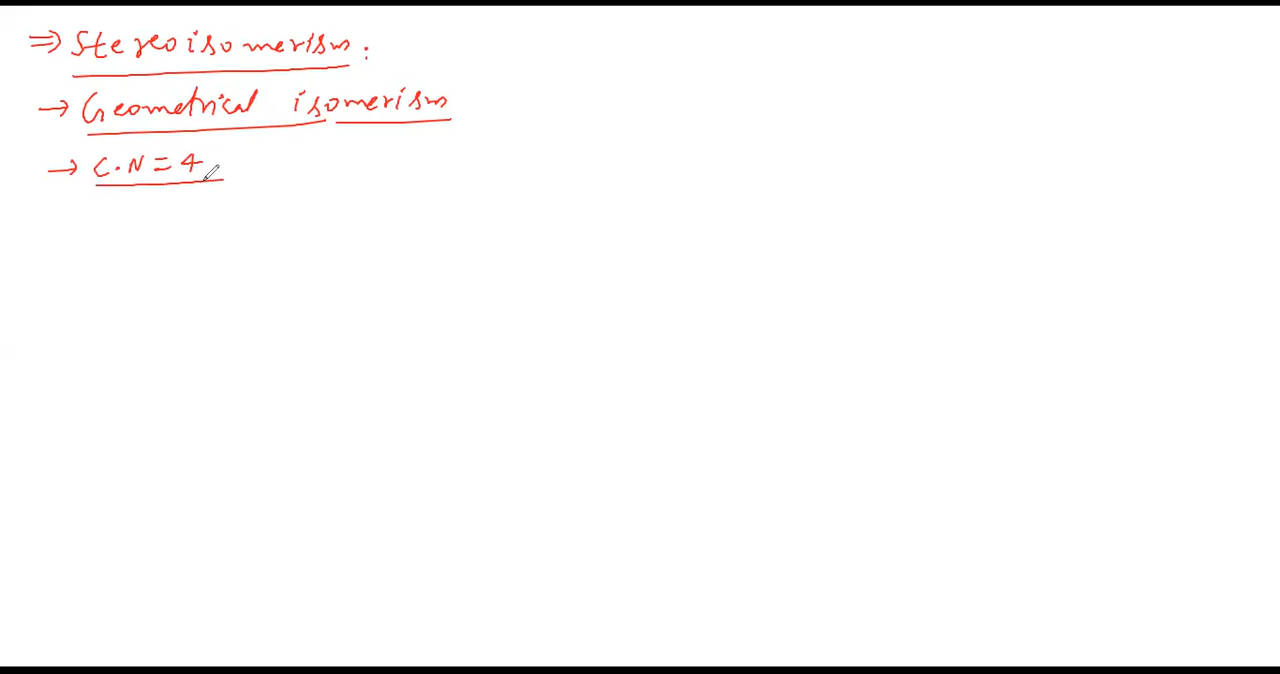 ⇒ Stereoisomerism:
→ Geometrical isomerism
→ C.N = 4